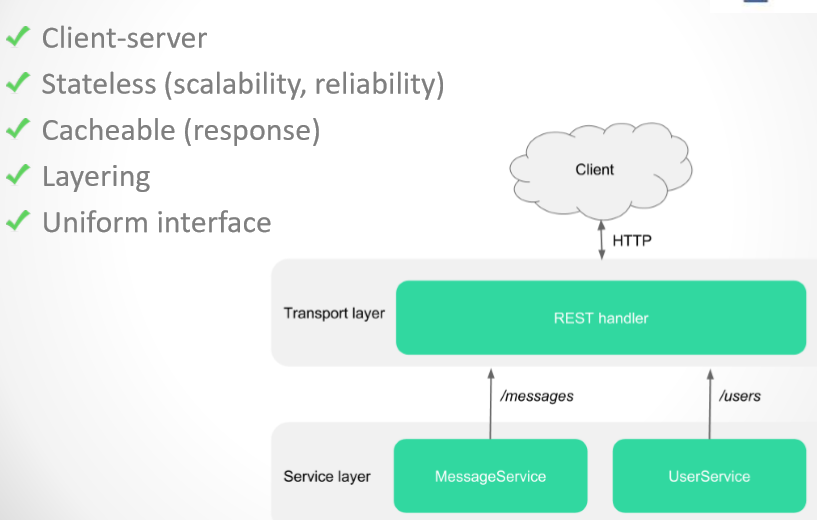 Client-server
Stateless (scalability, reliability)
Cacheable (response)
Layering
Uniform interface
Client
HTTP
Transport layer
REST handler
/messages
/users
Service layer
MessageService
UserService